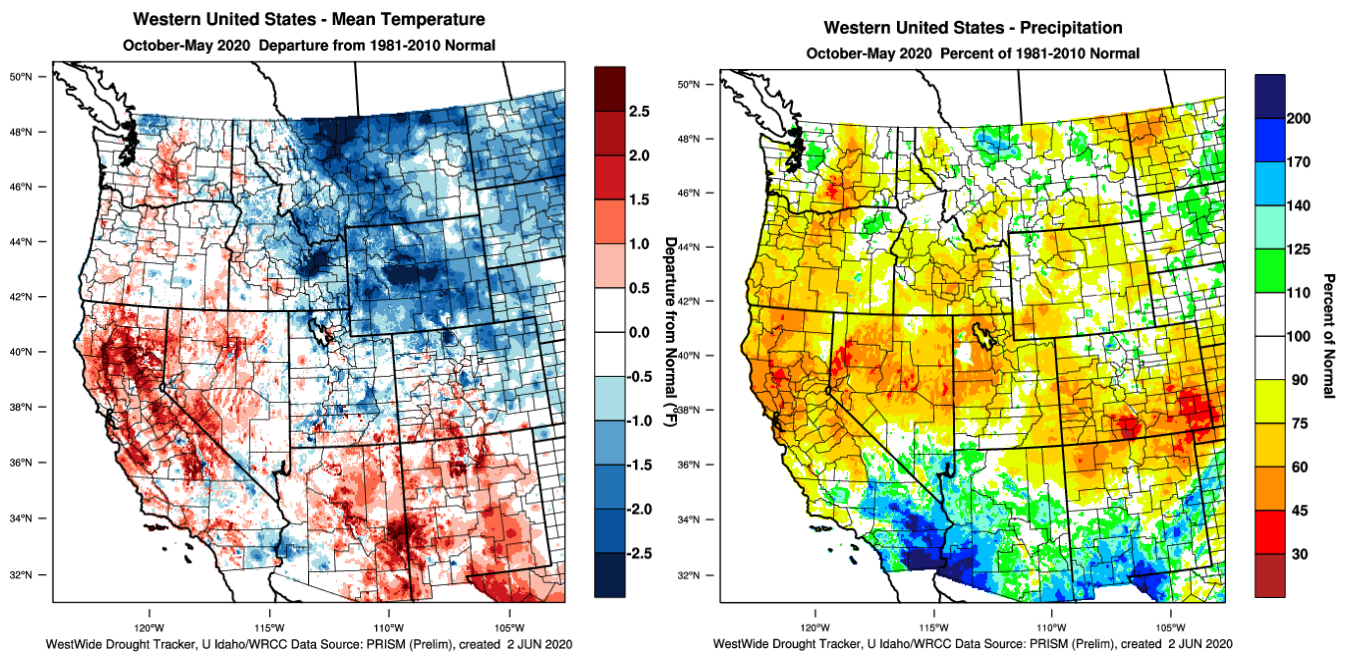 Western United States - Mean Temperature
October-May 2020 Departure from 1981-2010 Normal
50°N
48°N
46°N
44°N
42°N
40°N
38°N
36°N
34°N
32°N
120°W
115°W
110°W
105°W
2.5
2.0
1.5
1.0
0.5
0.0
-0.5
-1.0
-1.5
-2.0
-2.5
Departure from Normal (°F)
WestWide Drought Tracker, U Idaho/WRCC Data Source: PRISM (Prelim), created 2 JUN 2020
Western United States - Precipitation
October-May 2020 Percent of 1981-2010 Normal
50°N
48°N
46°N
44°N
42°N
40°N
38°N
36°N
34°N
32°N
120°W
115°W
110°W
105°W
200
170
140
125
110
100
90
75
60
45
30
Percent of Normal
WestWide Drought Tracker, U Idaho/WRCC Data Source: PRISM (Prelim), created 2 JUN 2020